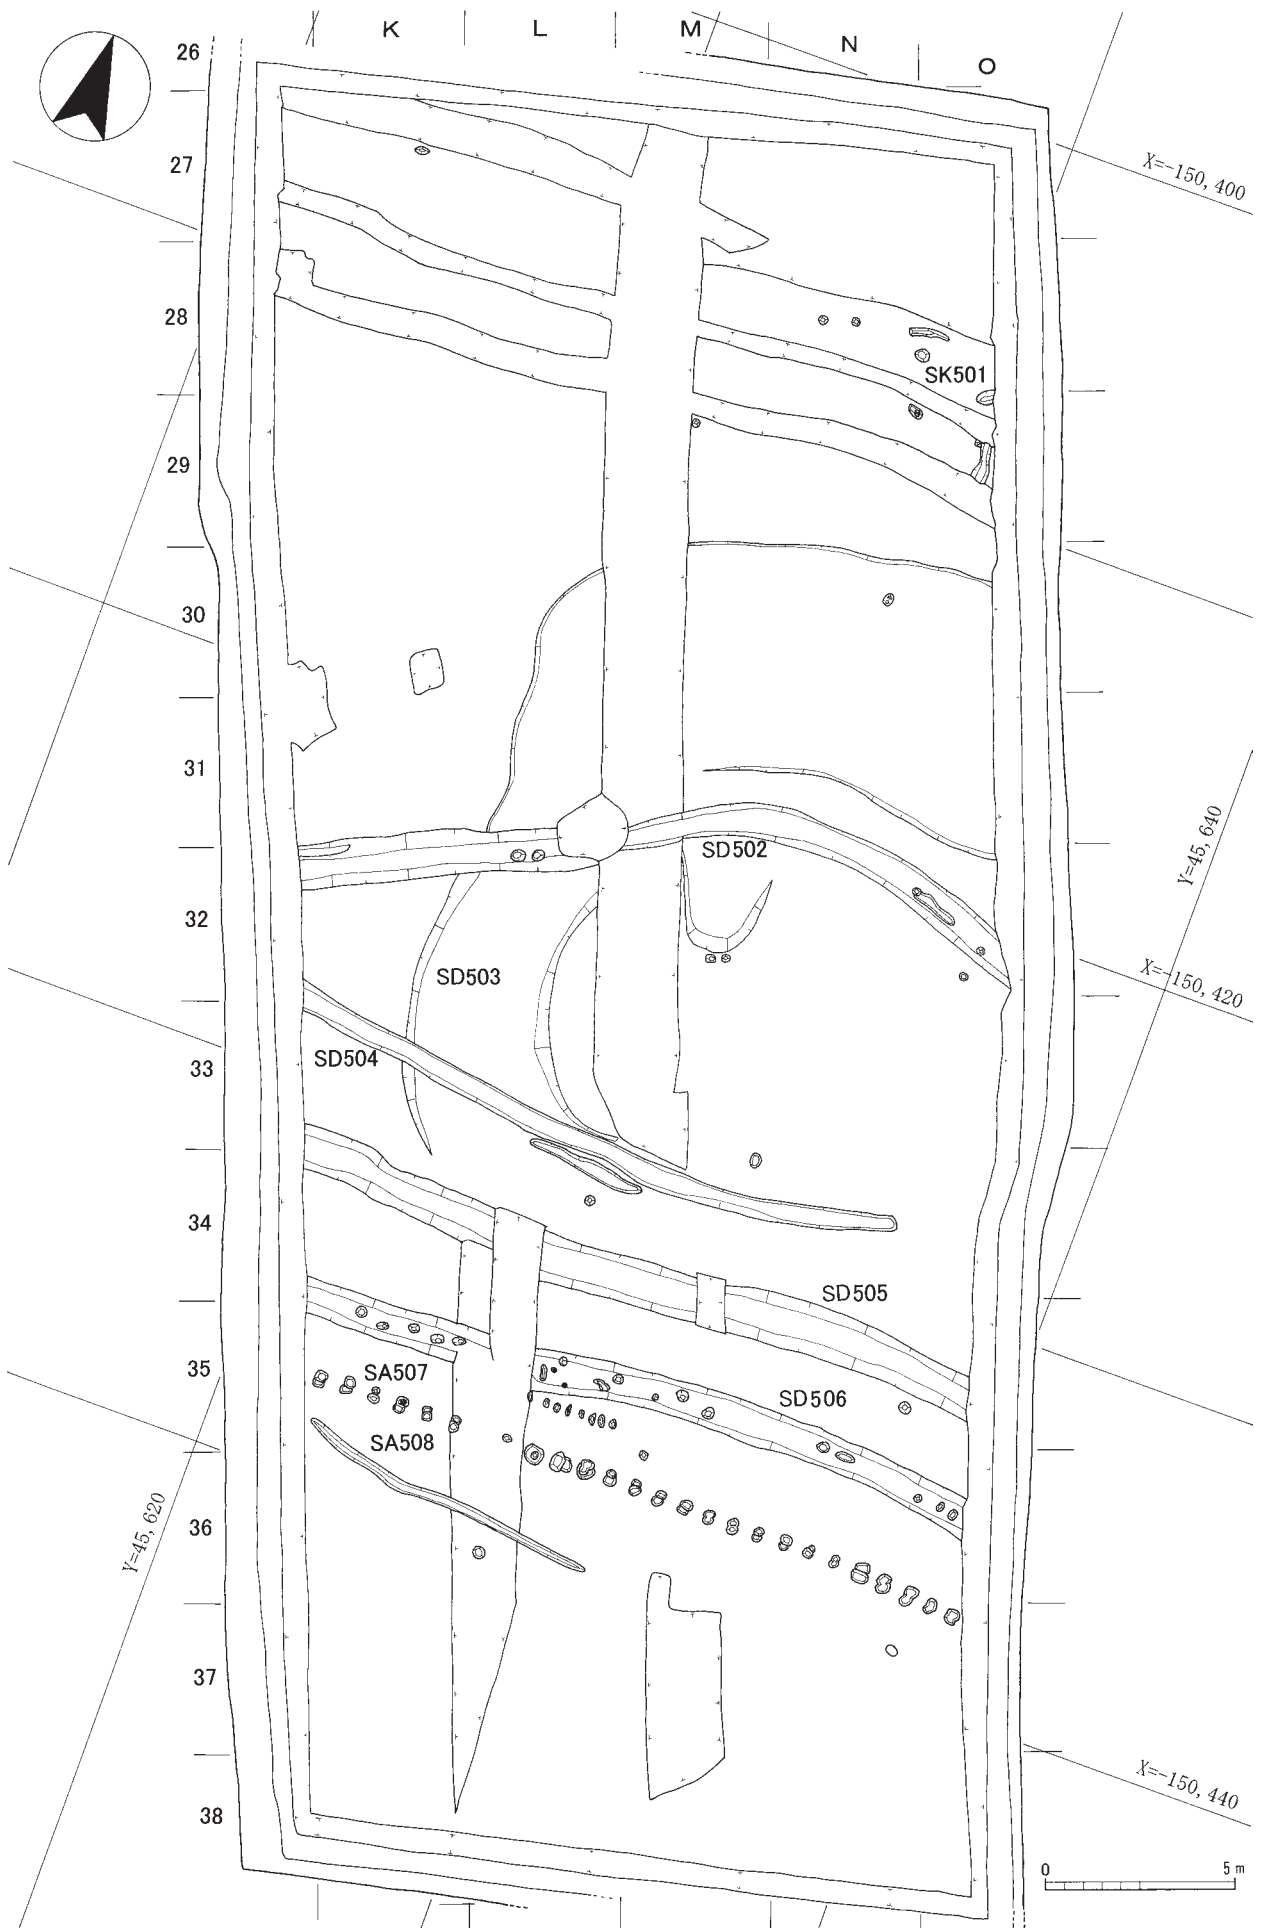 K L M N O
26
27
X=-150, 400
28
SK501
29
30
31
Y=45, 640
SD502
32
SD503
X=-150, 420
33
SD504
34
SD505
35
SA507
SD506
SA508
36
Y=45, 620
37
X=-150, 440
38
0 5 m